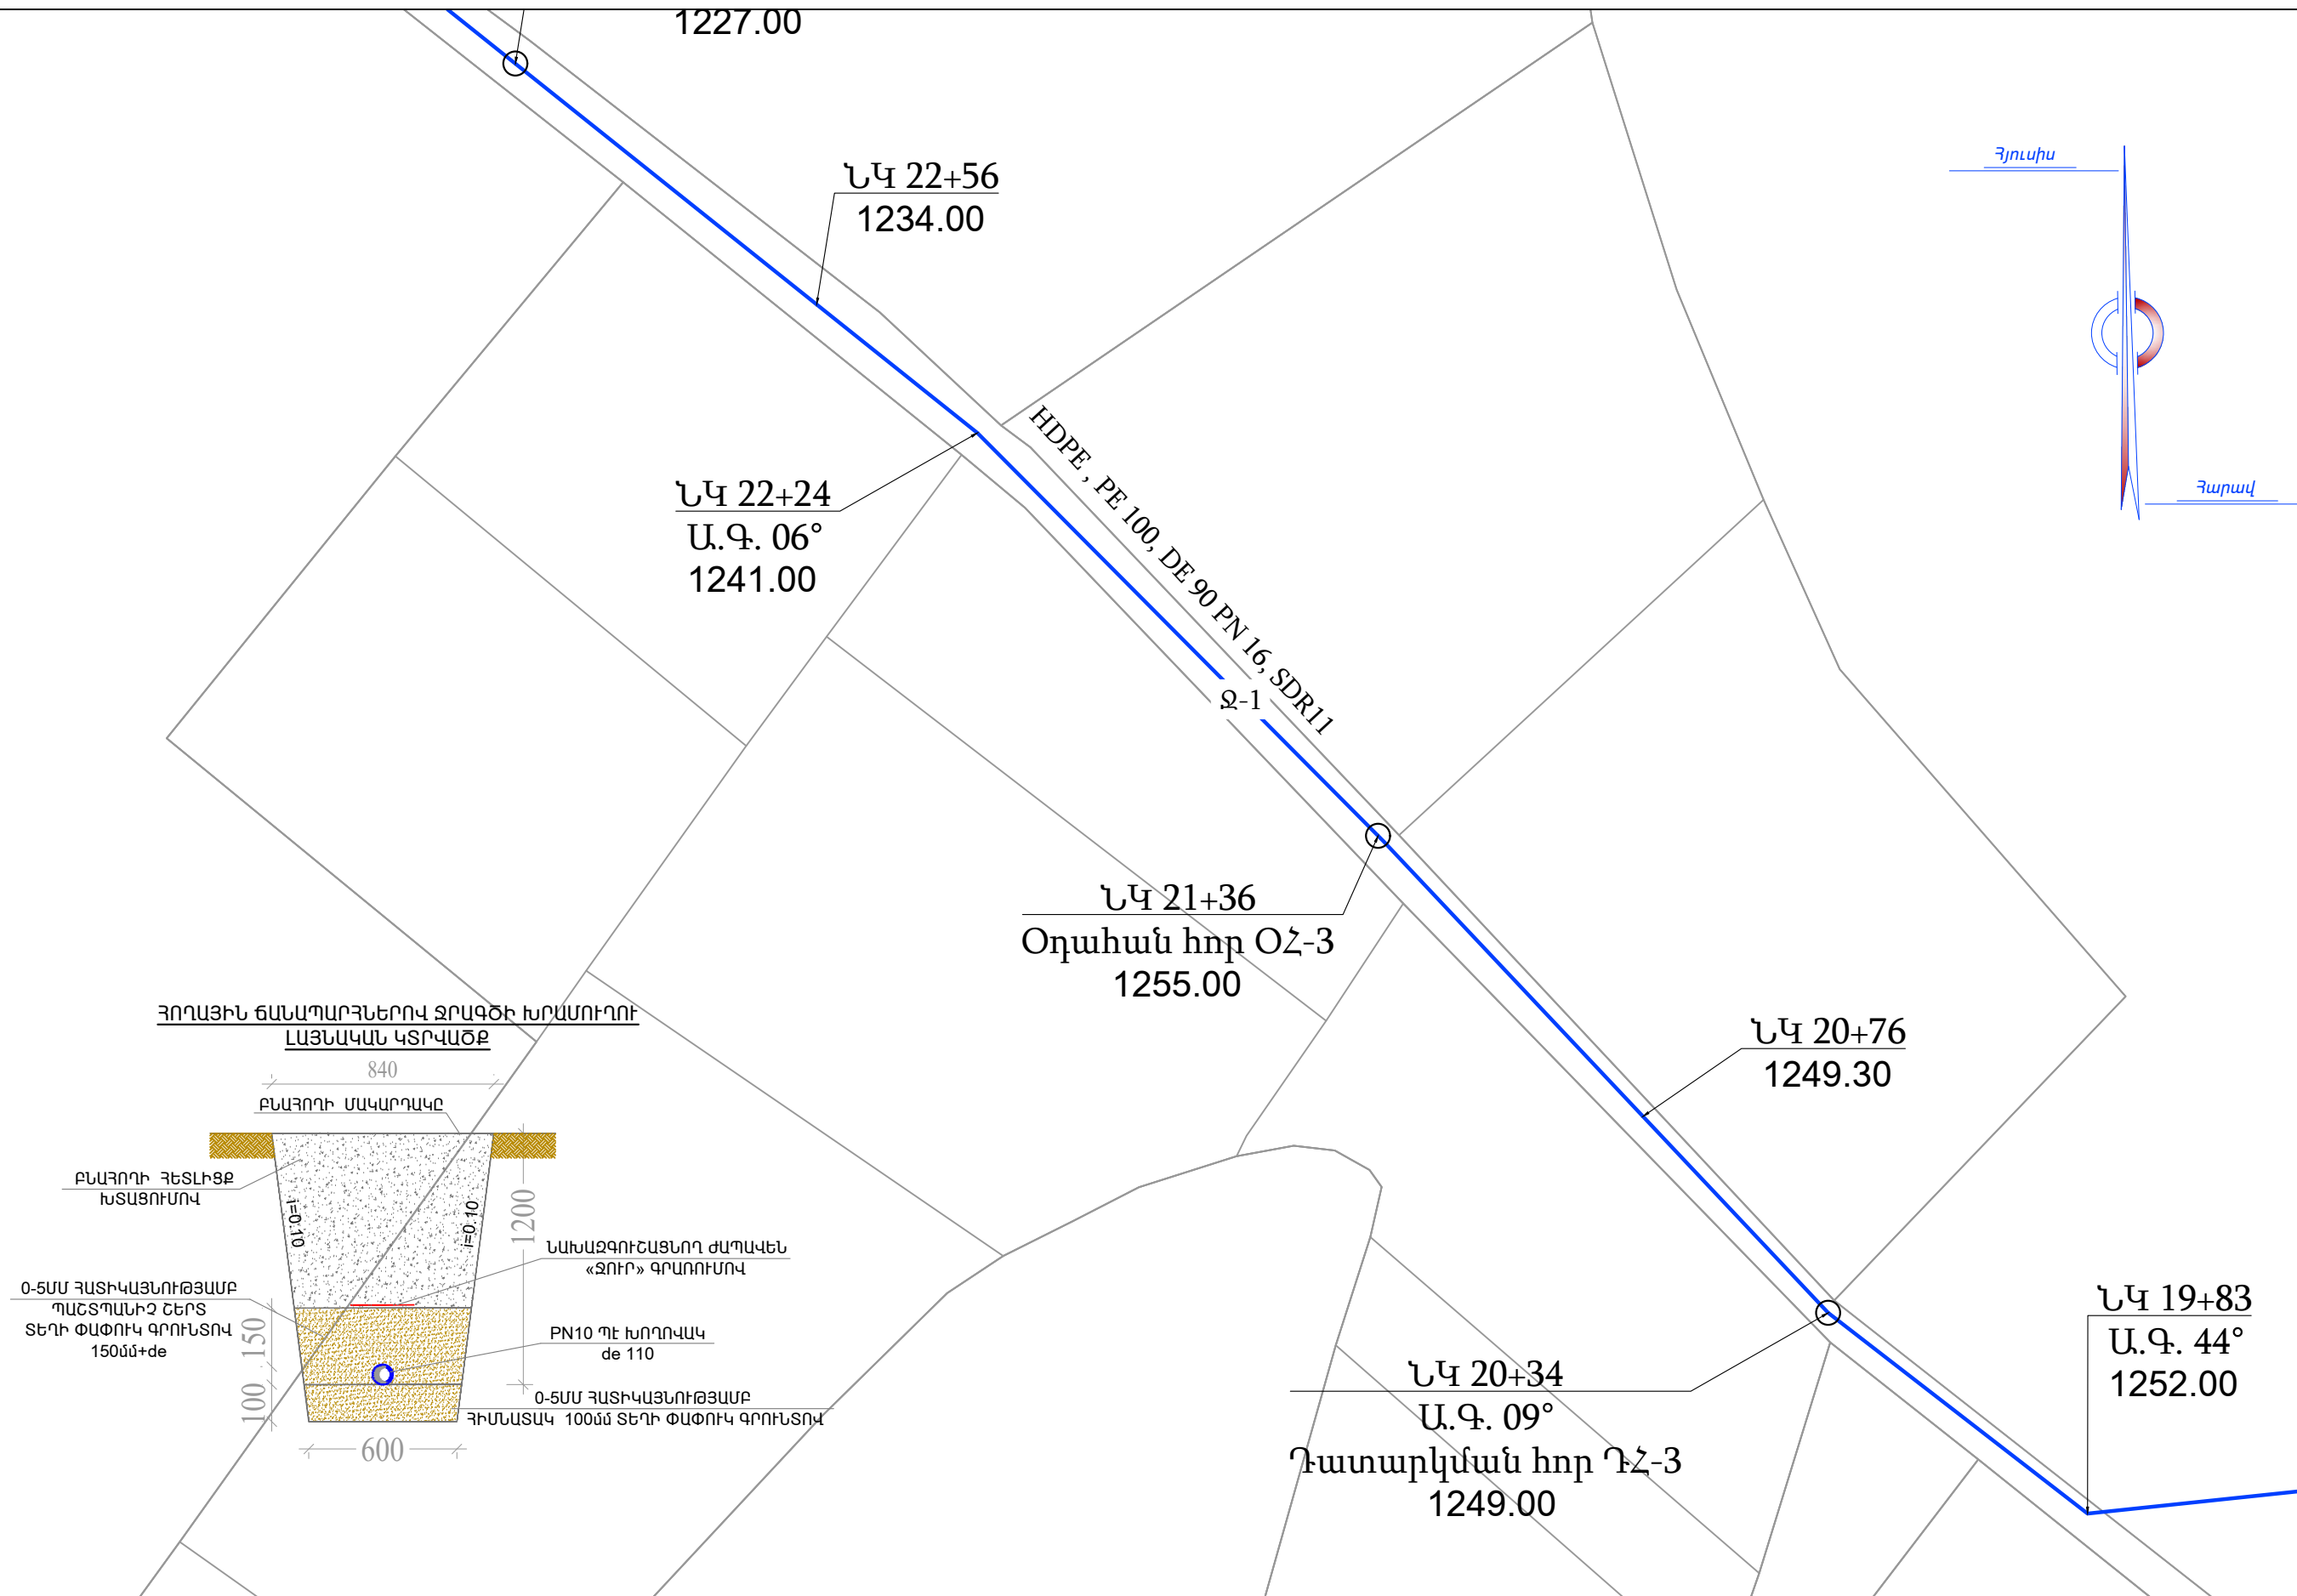 1227.00
ՆԿ 22+56
1234.00
Հյուսիս
Հարավ
ՆԿ 22+24
Ա.Գ. 06°
1241.00
HDPE , PE 100, DE 90 PN 16, SDR11
Ջ-1
ՆԿ 21+36
Օդահան հոր ՕՀ-3
1255.00
ՆԿ 20+76
1249.30
ՆԿ 20+34
Ա.Գ. 09°
Դատարկման հոր ԴՀ-3
1249.00
ՆԿ 19+83
Ա.Գ. 44°
1252.00
ՀՈՂԱՅԻՆ ՃԱՆԱՊԱՐՀՆԵՐՈՎ ՋՐԱԳԾԻ ԽՐԱՄՈՒՂՈՒ
ԼԱՅՆԱԿԱՆ ԿՏՐՎԱԾՔ
840
ԲՆԱՀՈՂԻ ՄԱԿԱՐԴԱԿԸ
ԲՆԱՀՈՂԻ ՀԵՏԼԻՑՔ
ԽՏԱՑՈՒՄՈՎ
i=0.10
i=0.10
1200
ՆԱԽԱԶԳՈՒՇԱՑՆՈՂ ԺԱՊԱՎԵՆ
«ՋՈՒՐ» ԳՐԱՌՈՒՄՈՎ
0-5ՄՄ ՀԱՏԻԿԱՅՆՈՒԹՅԱՄԲ
ՊԱՇՏՊԱՆԻՉ ՇԵՐՏ
ՏԵՂԻ ՓԱՓՈՒԿ ԳՐՈՒՆՏՈՎ
150մմ+de
150
100
PN10 ՊԷ ԽՈՂՈՎԱԿ
de 110
0-5ՄՄ ՀԱՏԻԿԱՅՆՈՒԹՅԱՄԲ
ՀԻՄՆԱՏԱԿ 100մմ ՏԵՂԻ ՓԱՓՈՒԿ ԳՐՈՒՆՏՈՎ
600